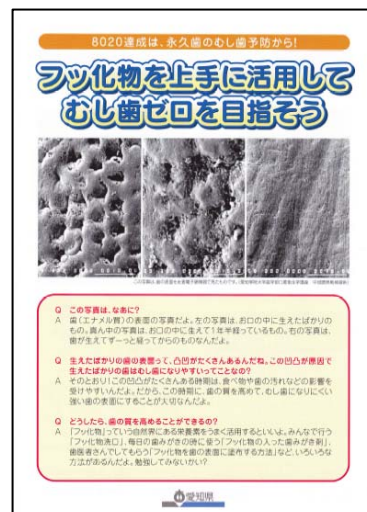 8020達成は、永久歯のむし歯予防から!
フッ化物を上手に活用して
むし歯ゼロを目指そう
Q この写真は、なあに?
A 歯(エナメル質)の表面の写真だよ。左の写真は、お口の中に生えたばかりの
もの。真ん中の写真は、お口の中に生えて1年半経っているもの。右の写真は、
歯が生えてずーっと経ってからのものなんだよ。
Q 生えたばかりの歯の表面って、凸凹がたくさんあるんだね。この凸凹が原因で
生えたばかりの歯はむし歯になりやすいってことなの?
A そのとおり!この凸凹がたくさんある時期は、食べ物や歯の汚れなどの影響を
受けやすいんだよ。だから、この時期に、歯の質を高めて、むし歯になりにくい
強い歯の表面にすることが大切なんだよ。
Q どうしたら、歯の質を高めることができるの?
A 「フッ化物」っていう自然界にある栄養素をうまく活用するといいよ。みんなで行う
「フッ化物洗口」、毎日の歯みがきの時に使う「フッ化物の入った歯みがき剤」、
歯医者さんでしてもらう「フッ化物を歯の表面に塗布する方法」など、いろいろな
方法があるんだよ。勉強してみないかい?
愛知県